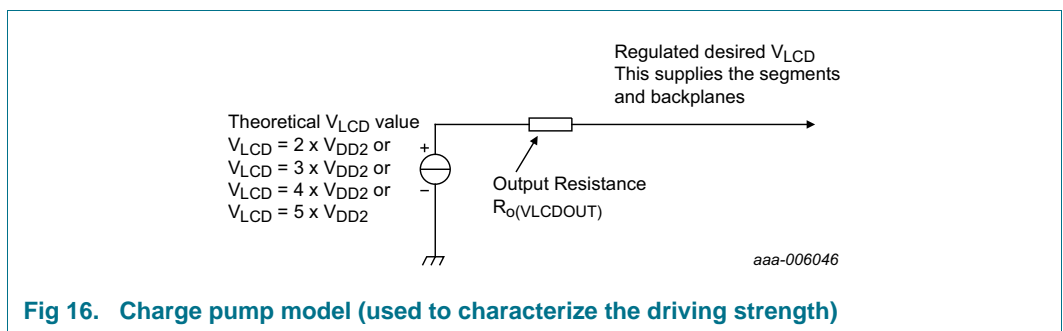 Regulated desired VLCD
This supplies the segments
and backplanes
Theoretical VLCD value
VLCD = 2 x VDD2 or
VLCD = 3 x VDD2 or
VLCD = 4 x VDD2 or
VLCD = 5 x VDD2
+
−
Output Resistance
Ro(VLCDOUT)
aaa-006046
Fig 16. Charge pump model (used to characterize the driving strength)